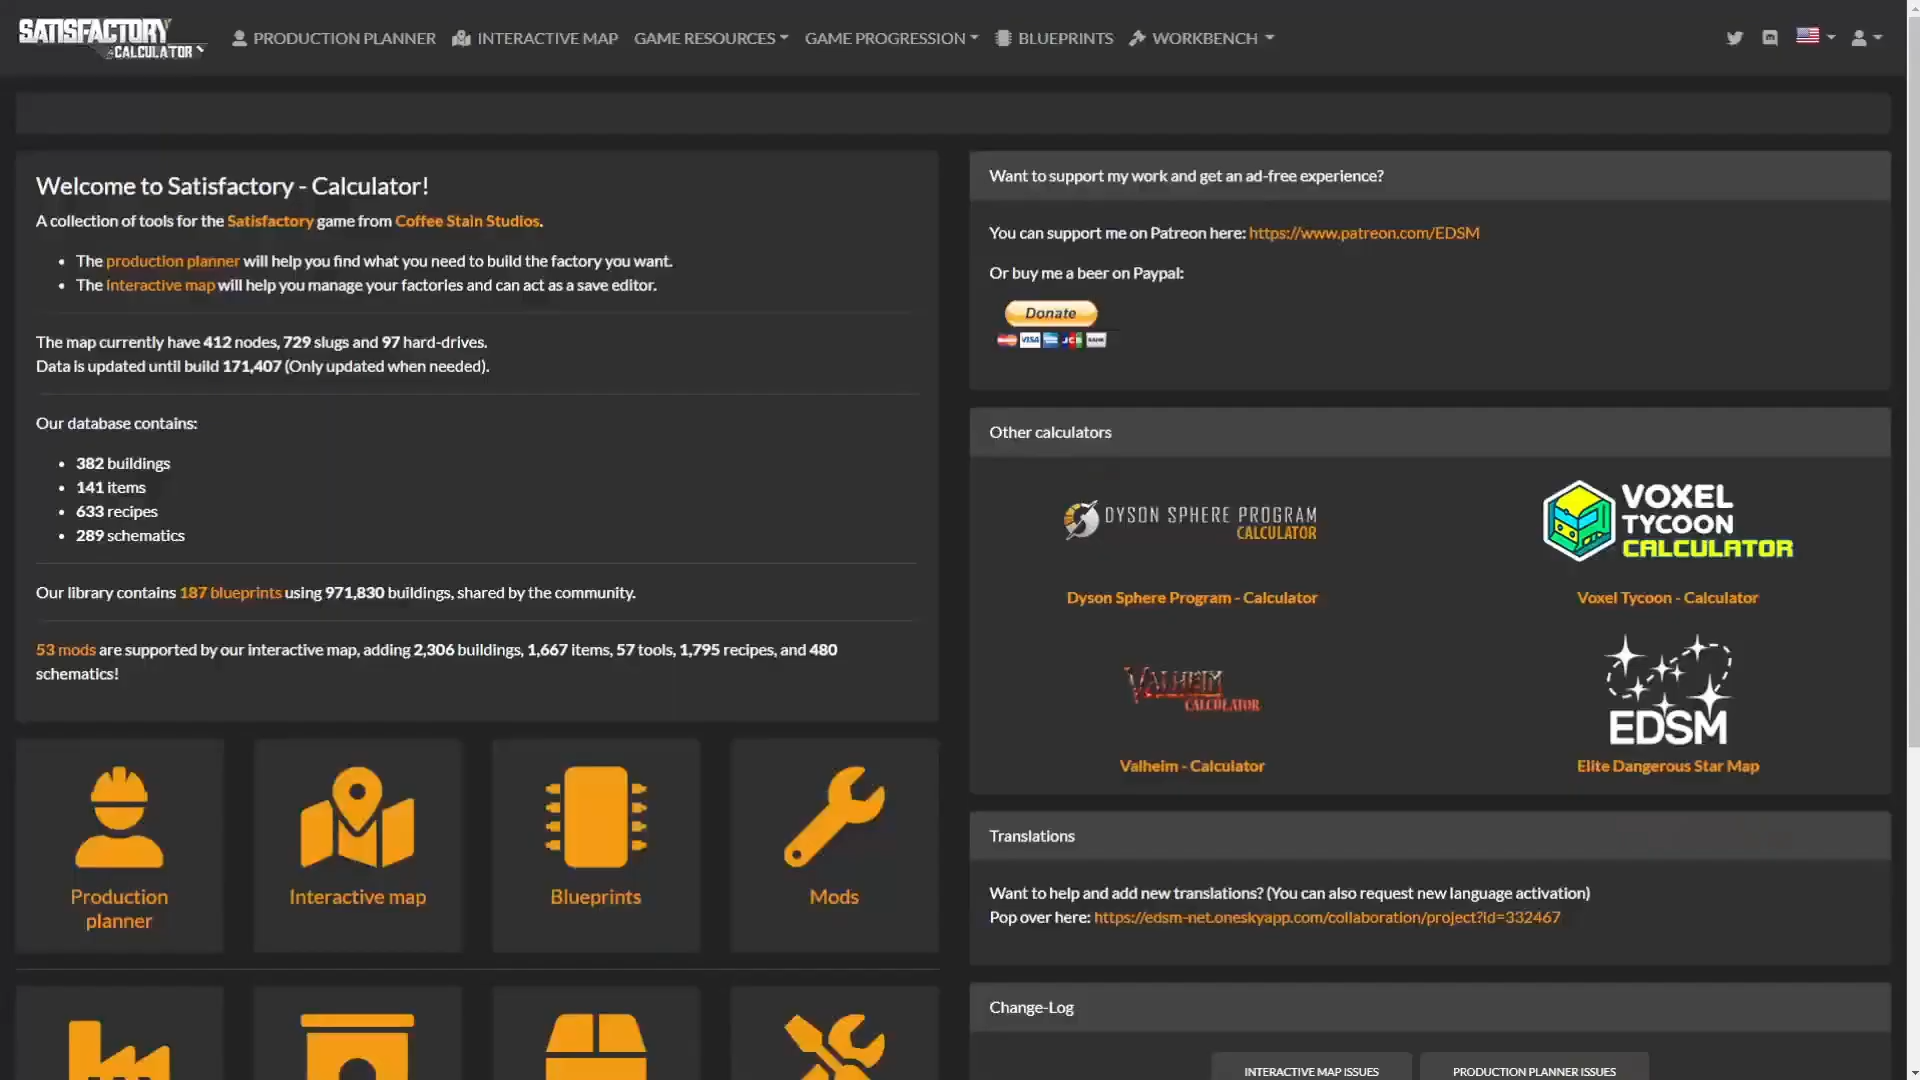 SATISFACTORY
CALCULATOR
PRODUCTION PLANNER
INTERACTIVE MAP
GAME RESOURCES
GAME PROGRESSION
BLUEPRINTS
WORKBENCH
Welcome to Satisfactory - Calculator!
A collection of tools for the Satisfactory game from Coffee Stain Studios.
• The production planner will help you find what you need to build the factory you want.
• The Interactive map will help you manage your factories and can act as a save editor.
The map currently have 412 nodes, 729 slugs and 97 hard-drives.
Data is updated until build 171,407 (Only updated when needed).
Our database contains:
• 382 buildings
• 141 items
• 633 recipes
• 289 schematics
Our library contains 187 blueprints using 971,830 buildings, shared by the community.
53 mods are supported by our interactive map, adding 2,306 buildings, 1,667 items, 57 tools, 1,795 recipes, and 480
schematics!
Production
planner
Interactive map
Blueprints
Mods
Want to support my work and get an ad-free experience?
You can support me on Patreon here: https://www.patreon.com/EDSM
Or buy me a beer on Paypal:
Donate
VISA
JCB
BANK
Other calculators
DYSON SPHERE PROGRAM
CALCULATOR
Dyson Sphere Program - Calculator
VOXEL
TYCOON
CALCULATOR
Voxel Tycoon - Calculator
VALHEIM
CALCULATOR
Valheim - Calculator
EDSM
Elite Dangerous Star Map
Translations
Want to help and add new translations? (You can also request new language activation)
Pop over here: https://edsm-net.oneskyapp.com/collaboration/project?id=332467
Change-Log
INTERACTIVE MAP ISSUES
PRODUCTION PLANNER ISSUES